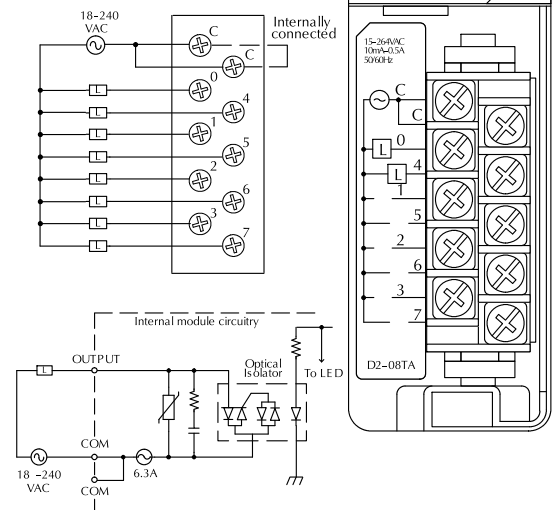 18-240
VAC
Internally
connected
C
C
0
4
1
5
2
6
3
7
L
L
L
L
L
L
L
L
15-264VAC
10mA-0.5A
50/60Hz
C
C
L
0
L
4
1
5
2
6
3
7
D2-08TA
Internal module circuitry
OUTPUT
L
Optical
Isolator
To LED
COM
COM
6.3A
18 -240
VAC